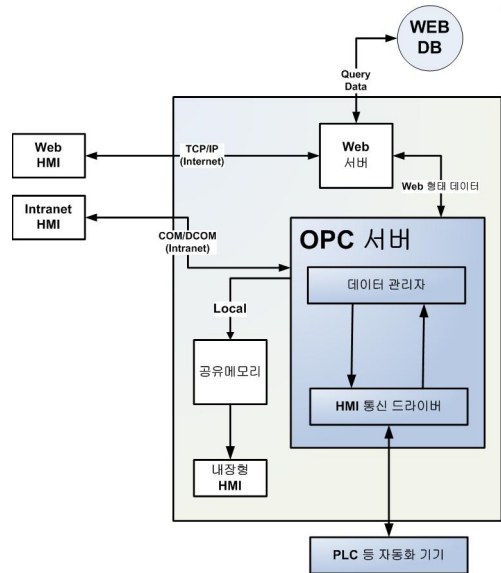 WEB
DB
Query
Data
Web
HMI
TCP/IP
(Internet)
Web
서버
Web 형태 데이터
Intranet
HMI
COM/DCOM
(Intranet)
OPC 서버
데이터 관리자
Local
공유메모리
HMI 통신 드라이버
내장형
HMI
PLC 등 자동화 기기